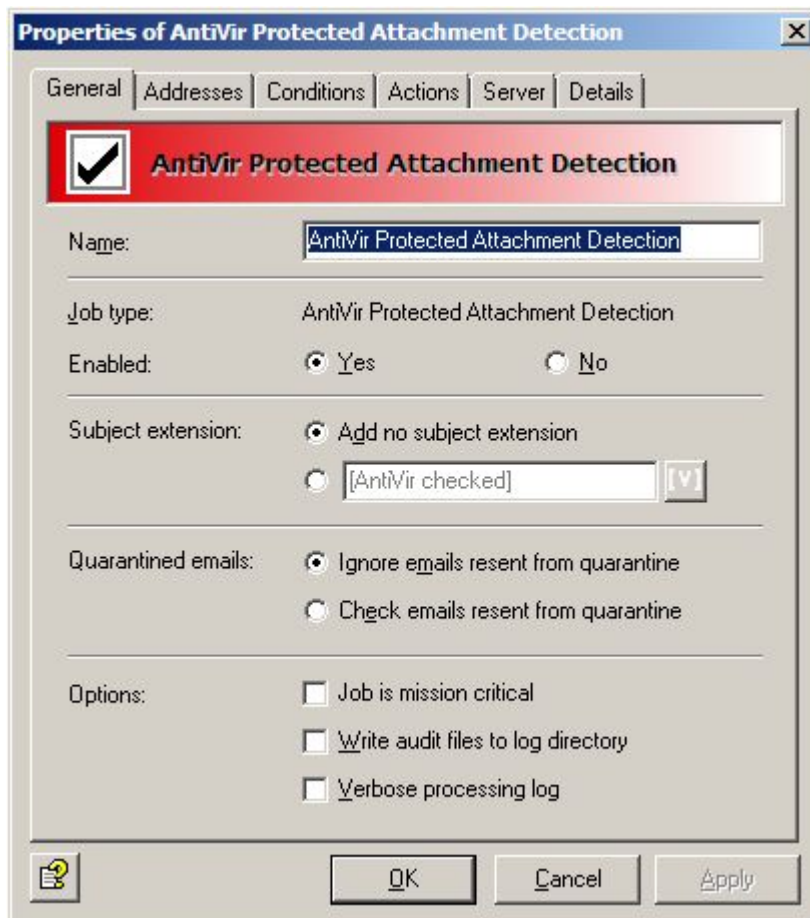 Properties of AntiVir Protected Attachment Detection
General Addresses Conditions Actions Server Details
AntiVir Protected Attachment Detection
Name: AntiVir Protected Attachment Detection
Job type: AntiVir Protected Attachment Detection
Enabled: Yes No
Subject extension: Add no subject extension
[AntiVir checked] [V]
Quarantined emails: Ignore emails resent from quarantine
Check emails resent from quarantine
Options: Job is mission critical
Write audit files to log directory
Verbose processing log
OK Cancel Apply